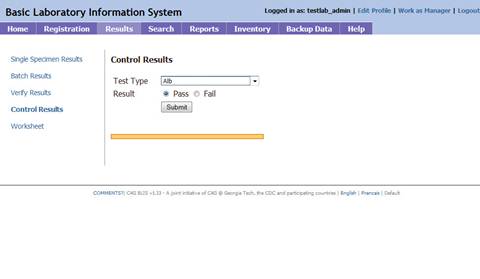 Basic Laboratory Information System
Logged in as: testlab_admin | Edit Profile | Work as Manager | Logout
Home Registration Results Search Reports Inventory Backup Data Help
Single Specimen Results
Batch Results
Verify Results
Control Results
Worksheet
Control Results
Test Type Alb
Result Pass Fail
Submit
COMMENTS? | C4G BLIS v1.33 - A joint initiative of C4G @ Georgia Tech, the CDC and participating countries | English | Francais | Default